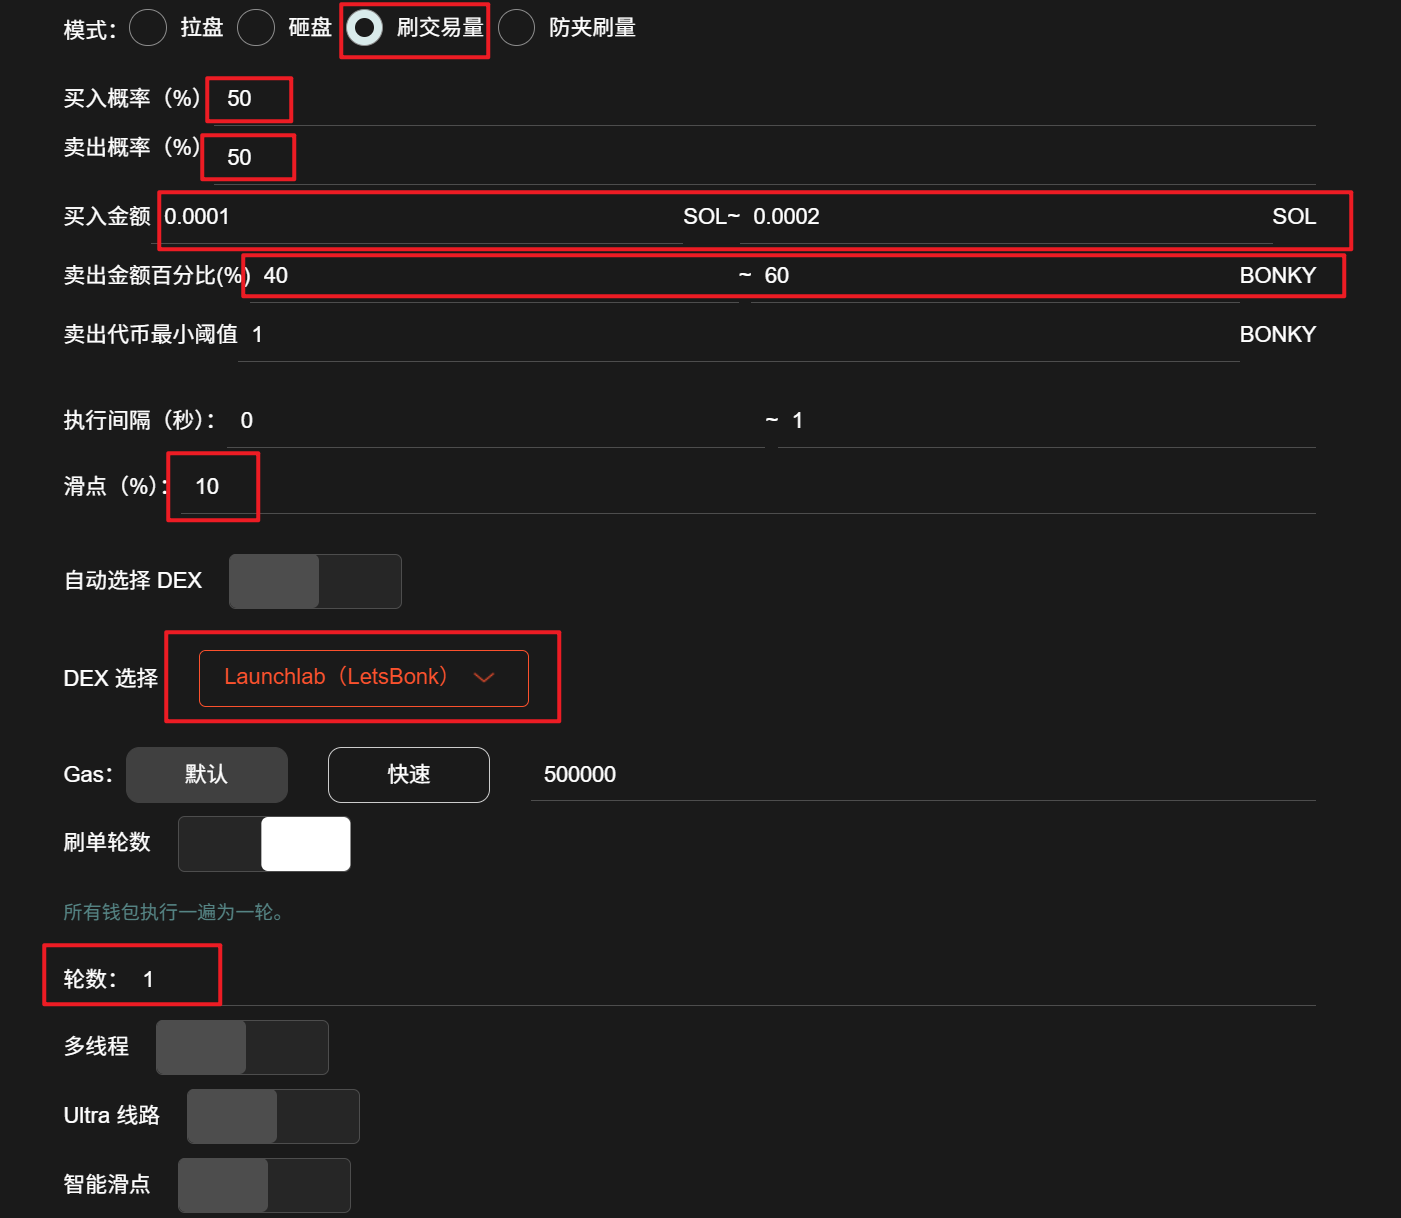 模式： 拉盘 砸盘 刷交易量 防夹刷量
买入概率（%） 50
卖出概率（%） 50
买入金额 0.0001 SOL~ 0.0002 SOL
卖出金额百分比(%) 40 ~ 60 BONKY
卖出代币最小阈值 1 BONKY
执行间隔（秒）： 0 ~ 1
滑点（%）： 10
自动选择 DEX
DEX 选择 Launchlab（LetsBonk）
Gas： 默认 快速 500000
刷单轮数
所有钱包执行一遍为一轮。
轮数： 1
多线程
Ultra 线路
智能滑点